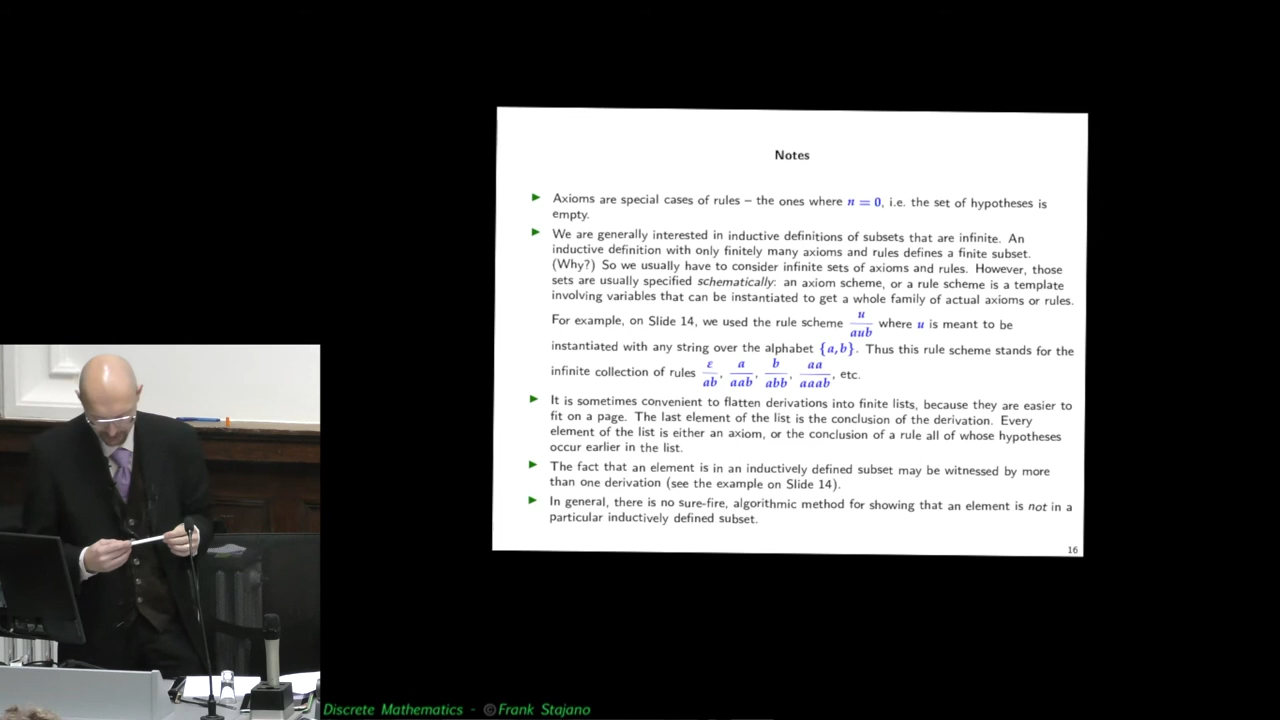 Notes
► Axioms are special cases of rules – the ones where n = 0, i.e. the set of hypotheses is
empty.
► We are generally interested in inductive definitions of subsets that are infinite. An
inductive definition with only finitely many axioms and rules defines a finite subset.
(Why?) So we usually have to consider infinite sets of axioms and rules. However, those
sets are usually specified schematically: an axiom scheme, or a rule scheme is a template
involving variables that can be instantiated to get a whole family of actual axioms or rules.
For example, on Slide 14, we used the rule scheme u/aub where u is meant to be
instantiated with any string over the alphabet {a,b}. Thus this rule scheme stands for the
infinite collection of rules ε/ab, a/aab, b/abb, aa/aaab, etc.
► It is sometimes convenient to flatten derivations into finite lists, because they are easier to
fit on a page. The last element of the list is the conclusion of the derivation. Every
element of the list is either an axiom, or the conclusion of a rule all of whose hypotheses
occur earlier in the list.
► The fact that an element is in an inductively defined subset may be witnessed by more
than one derivation (see the example on Slide 14).
► In general, there is no sure-fire, algorithmic method for showing that an element is not in a
particular inductively defined subset.
16
Discrete Mathematics - ©Frank Stajano